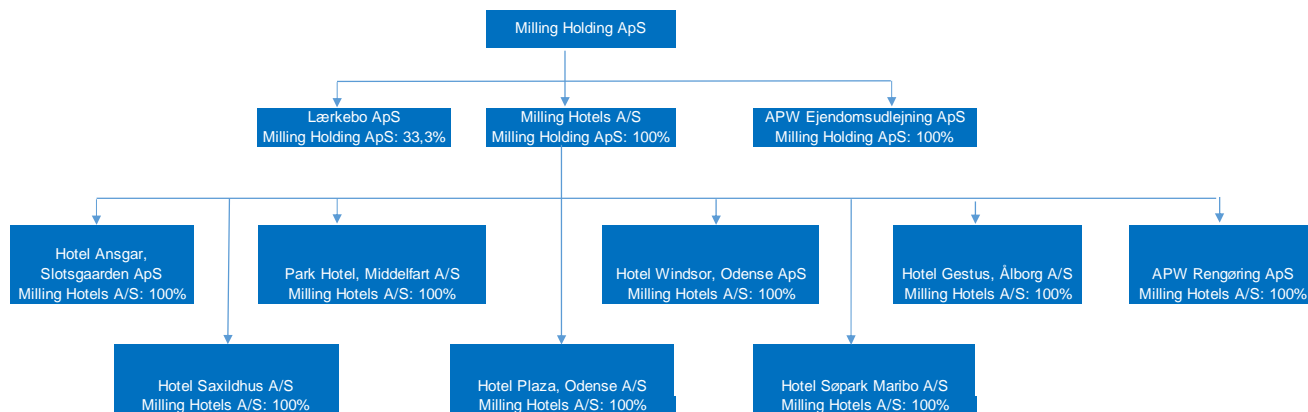 Milling Holding ApS
Lærkebo ApS
Milling Holding ApS: 33,3%
Milling Hotels A/S
Milling Holding ApS: 100%
APW Ejendomsudlejning ApS
Milling Holding ApS: 100%
Hotel Ansgar,
Slotsgaarden ApS
Milling Hotels A/S: 100%
Park Hotel, Middelfart A/S
Milling Hotels A/S: 100%
Hotel Windsor, Odense ApS
Milling Hotels A/S: 100%
Hotel Gestus, Ålborg A/S
Milling Hotels A/S: 100%
APW Rengøring ApS
Milling Hotels A/S: 100%
Hotel Saxildhus A/S
Milling Hotels A/S: 100%
Hotel Plaza, Odense A/S
Milling Hotels A/S: 100%
Hotel Søpark Maribo A/S
Milling Hotels A/S: 100%